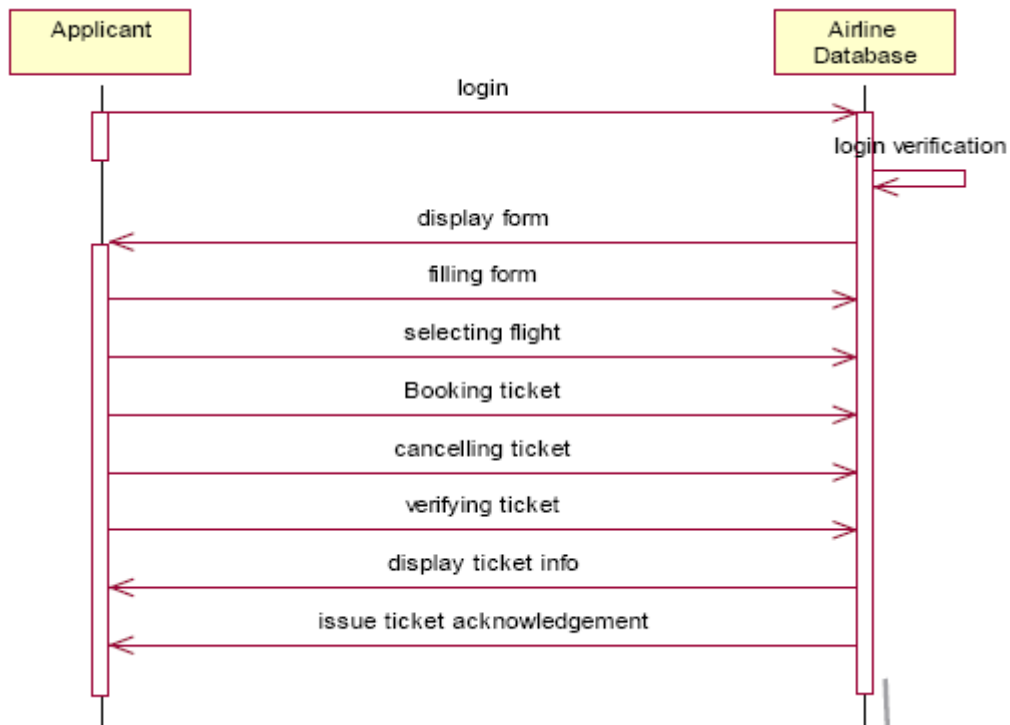 Applicant
Airline
Database
login
login verification
display form
filling form
selecting flight
Booking ticket
cancelling ticket
verifying ticket
display ticket info
issue ticket acknowledgement